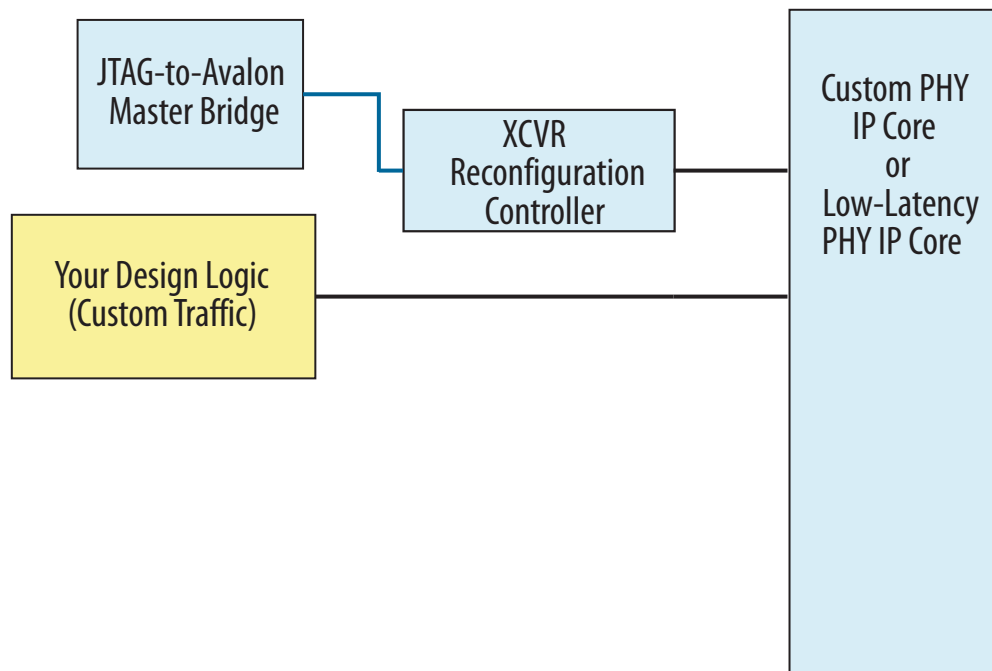 JTAG-to-Avalon
Master Bridge
XCVR
Reconfiguration
Controller
Your Design Logic
(Custom Traffic)
Custom PHY
IP Core
or
Low-Latency
PHY IP Core